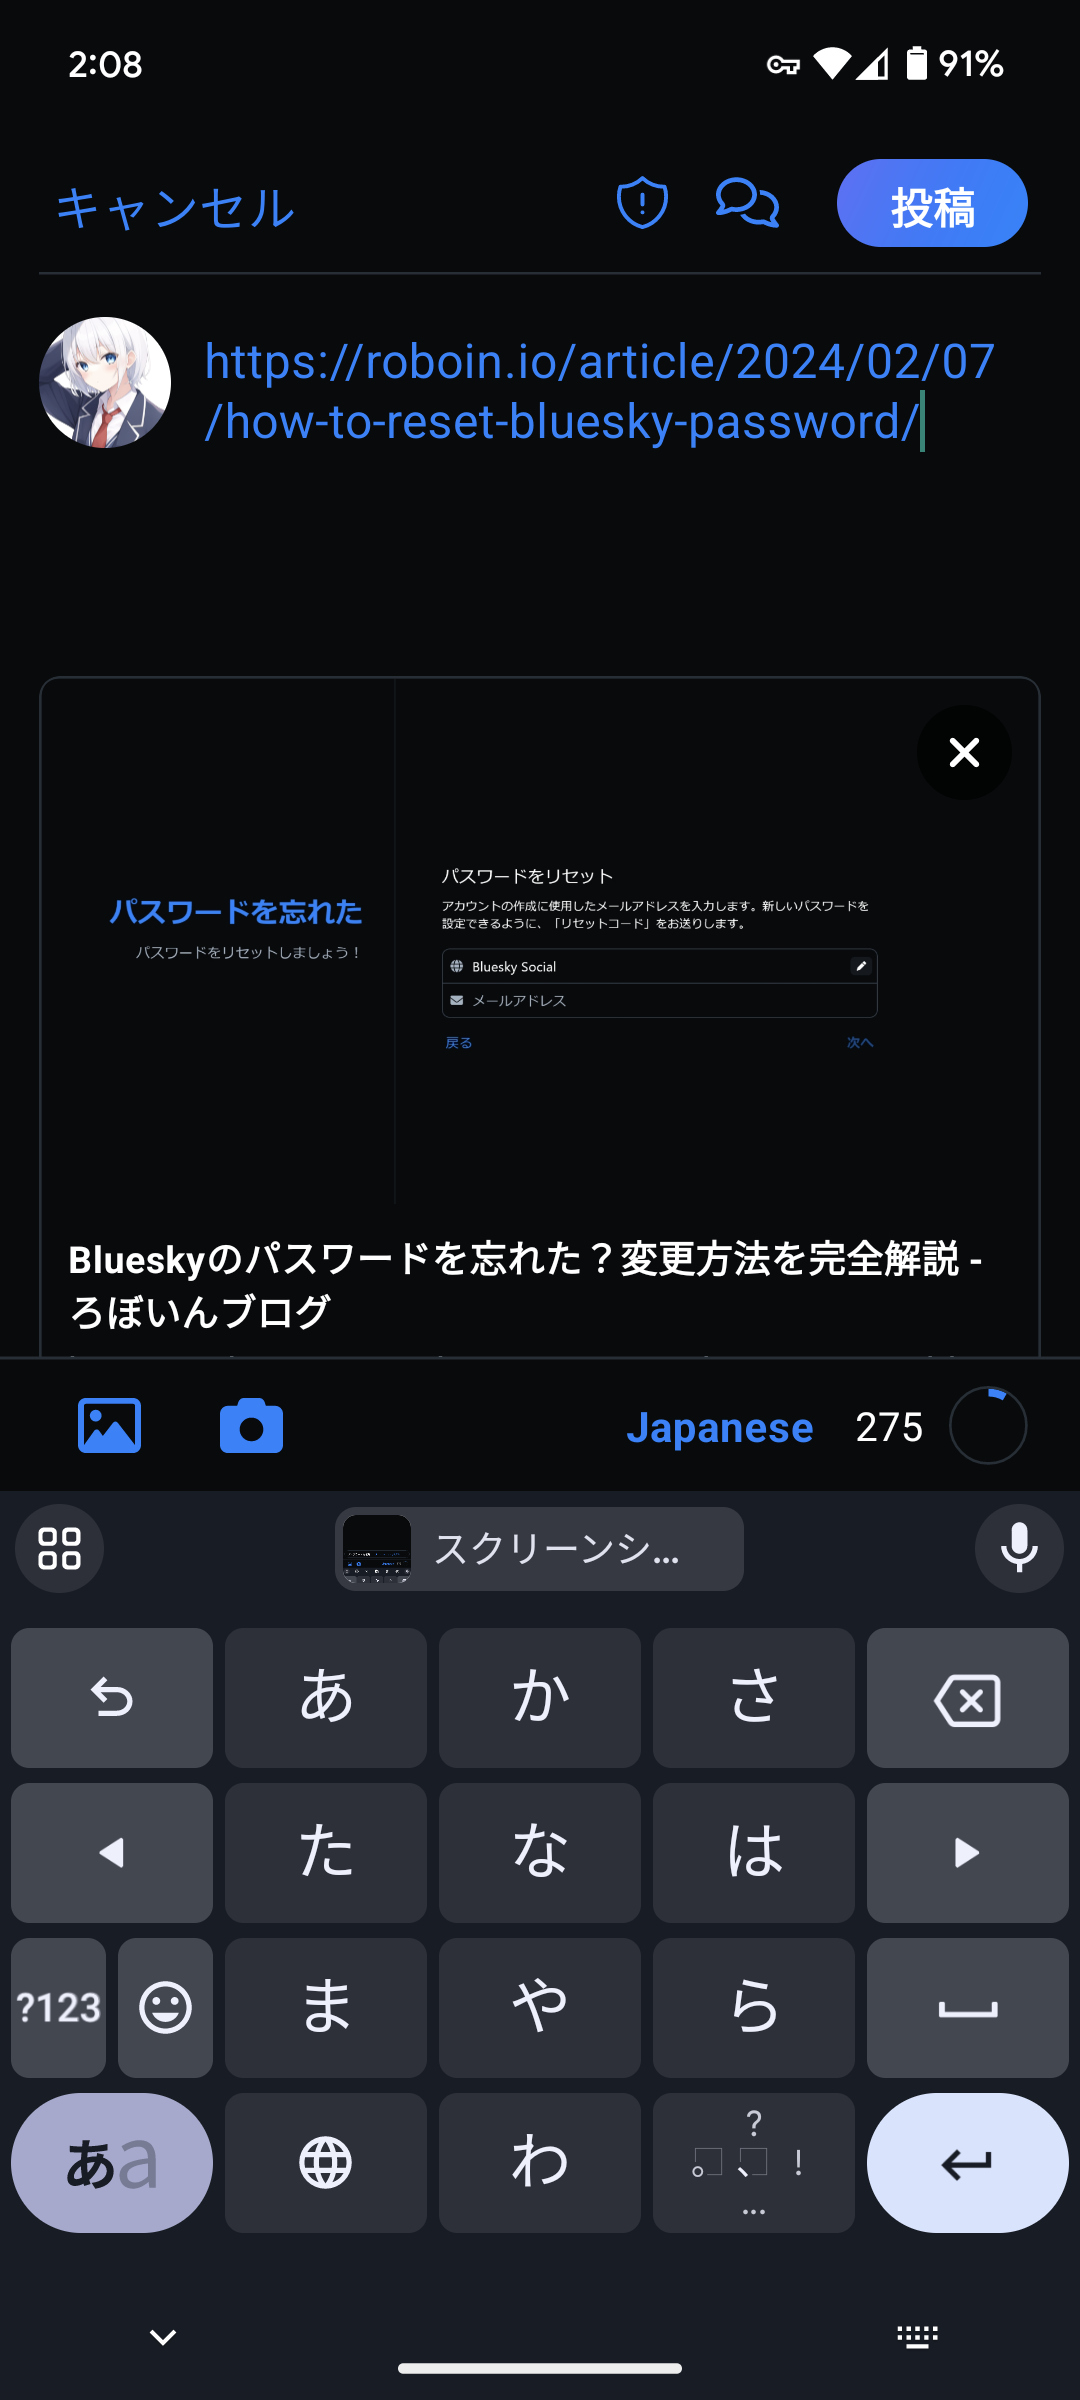 2:08
91%
キャンセル
投稿
https://roboin.io/article/2024/02/07
/how-to-reset-bluesky-password/
パスワードを忘れた
パスワードをリセットしましょう！
パスワードをリセット
アカウントの作成に使用したメールアドレスを入力します。新しいパスワードを
設定できるように、「リセットコード」をお送りします。
Bluesky Social
メールアドレス
戻る
次へ
Blueskyのパスワードを忘れた？変更方法を完全解説 -
ろぼいんブログ
Japanese
275
スクリーンシ...
あ
か
さ
た
な
は
?123
ま
や
ら
あa
わ
?
。 、 !
...